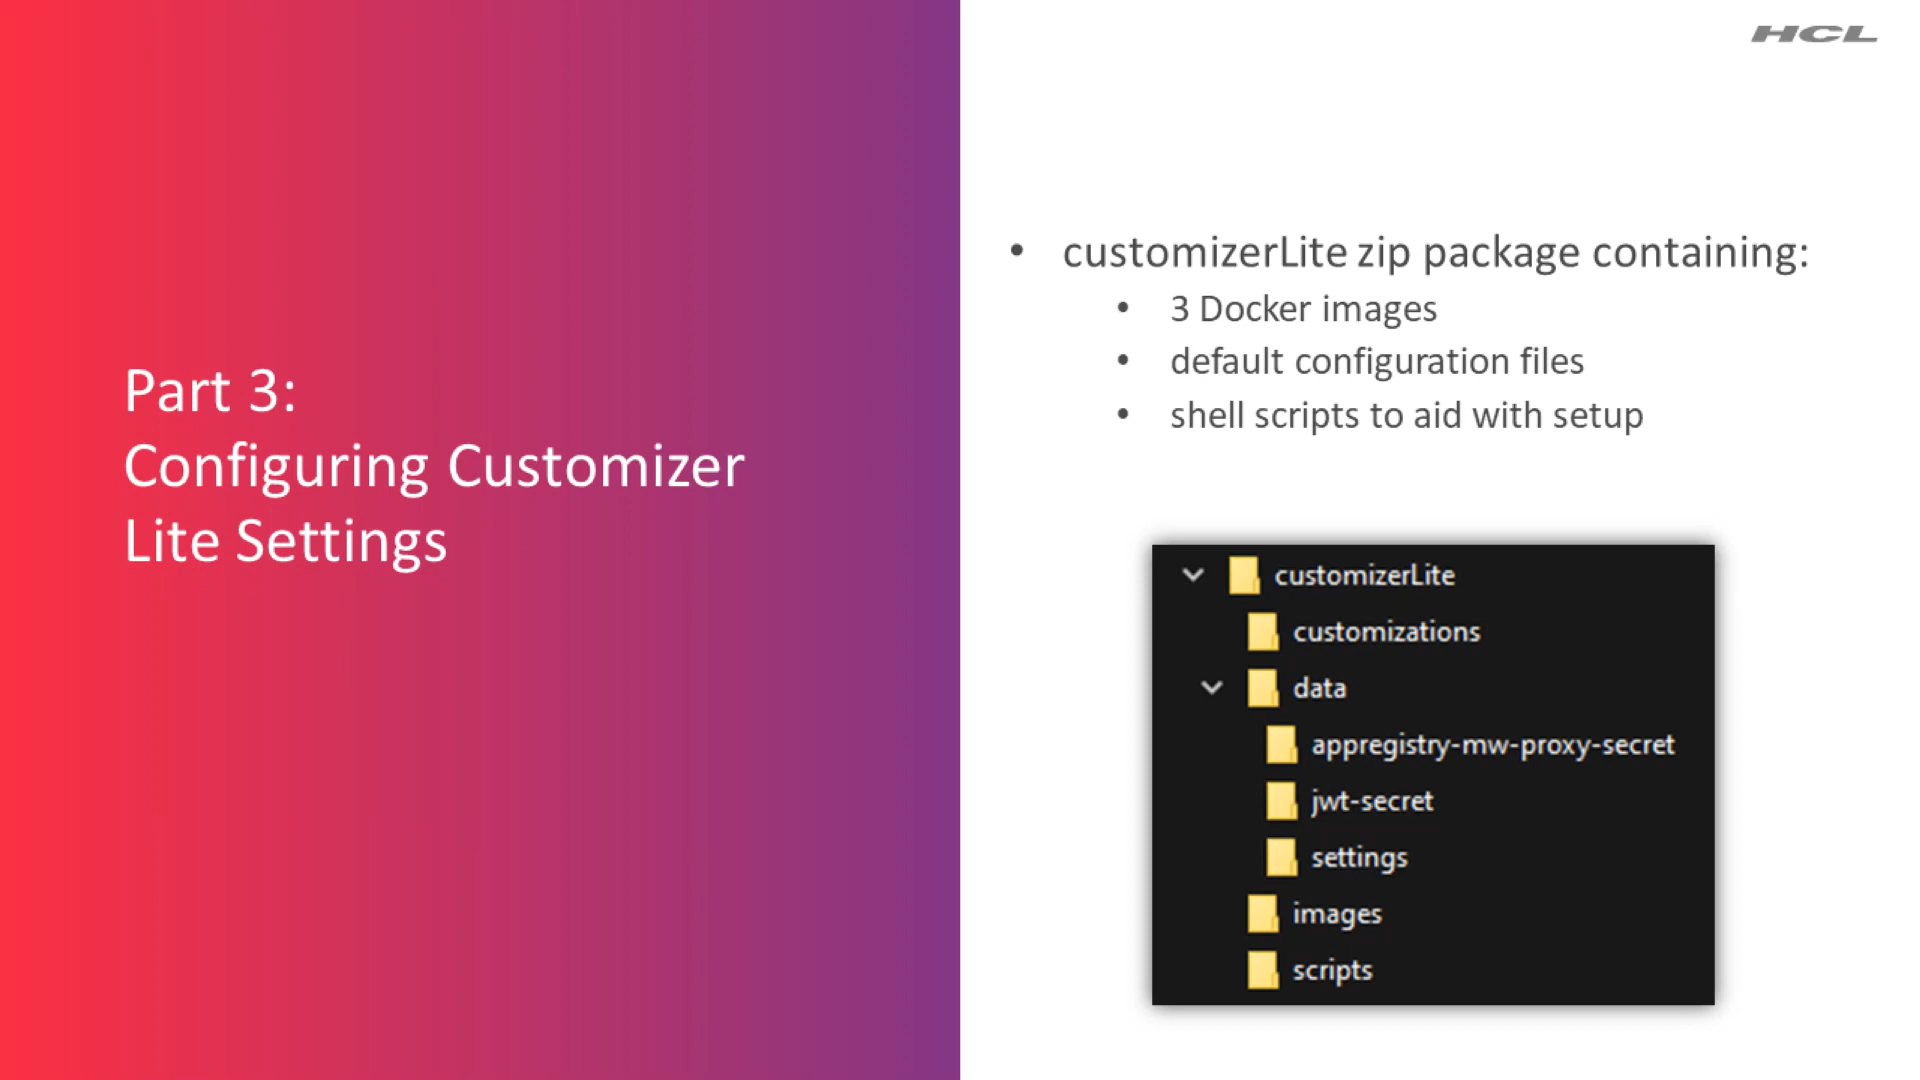 HCL
Part 3:
Configuring Customizer
Lite Settings
• customizerLite zip package containing:
• 3 Docker images
• default configuration files
• shell scripts to aid with setup
customizerLite
customizations
data
appregistry-mw-proxy-secret
jwt-secret
settings
images
scripts